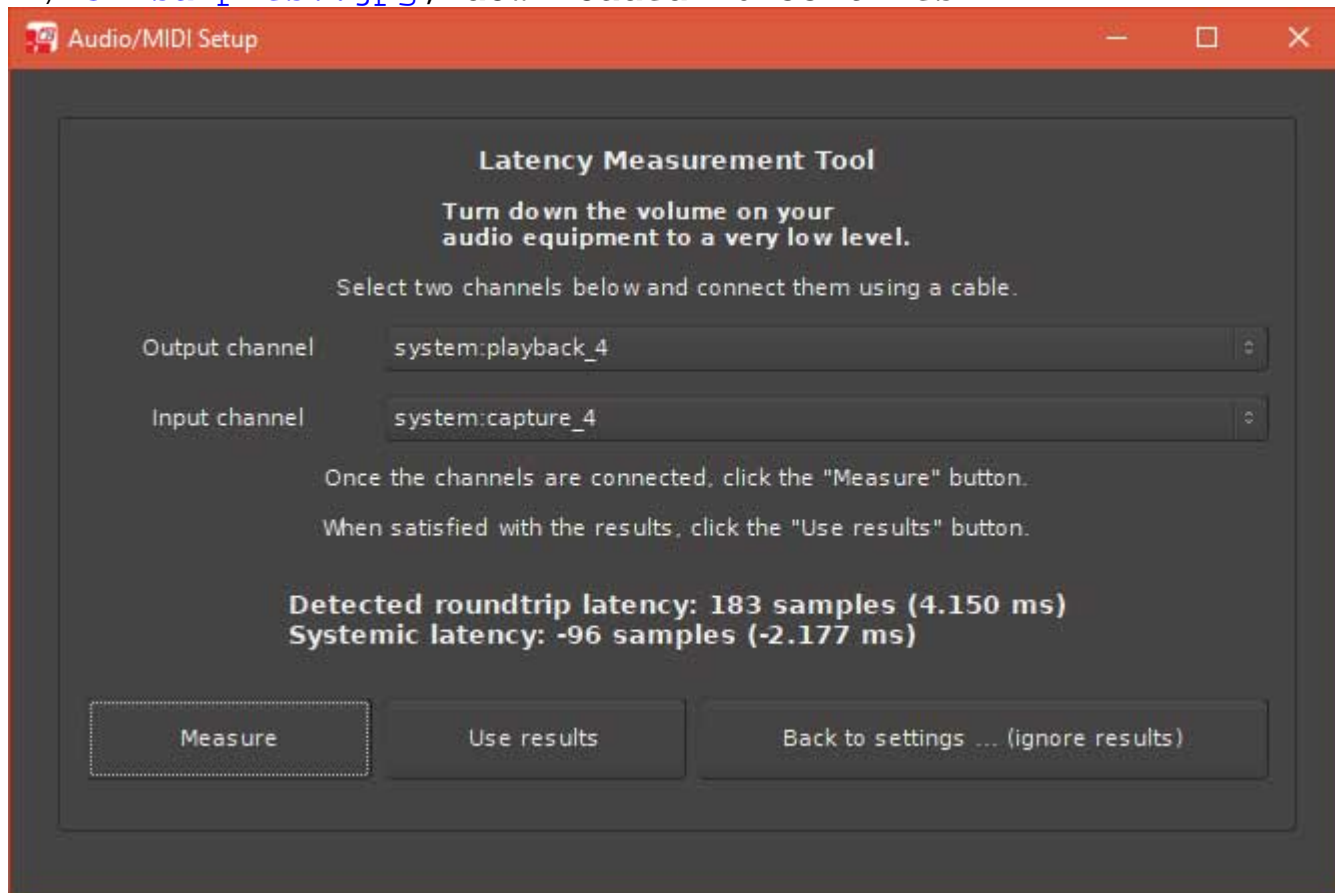 Audio/MIDI Setup
Latency Measurement Tool
Turn down the volume on your
audio equipment to a very low level.
Select two channels below and connect them using a cable.
Output channel system:playback_4
Input channel system:capture_4
Once the channels are connected, click the "Measure" button.
When satisfied with the results, click the "Use results" button.
Detected roundtrip latency: 183 samples (4.150 ms)
Systemic latency: -96 samples (-2.177 ms)
Measure Use results Back to settings ... (ignore results)